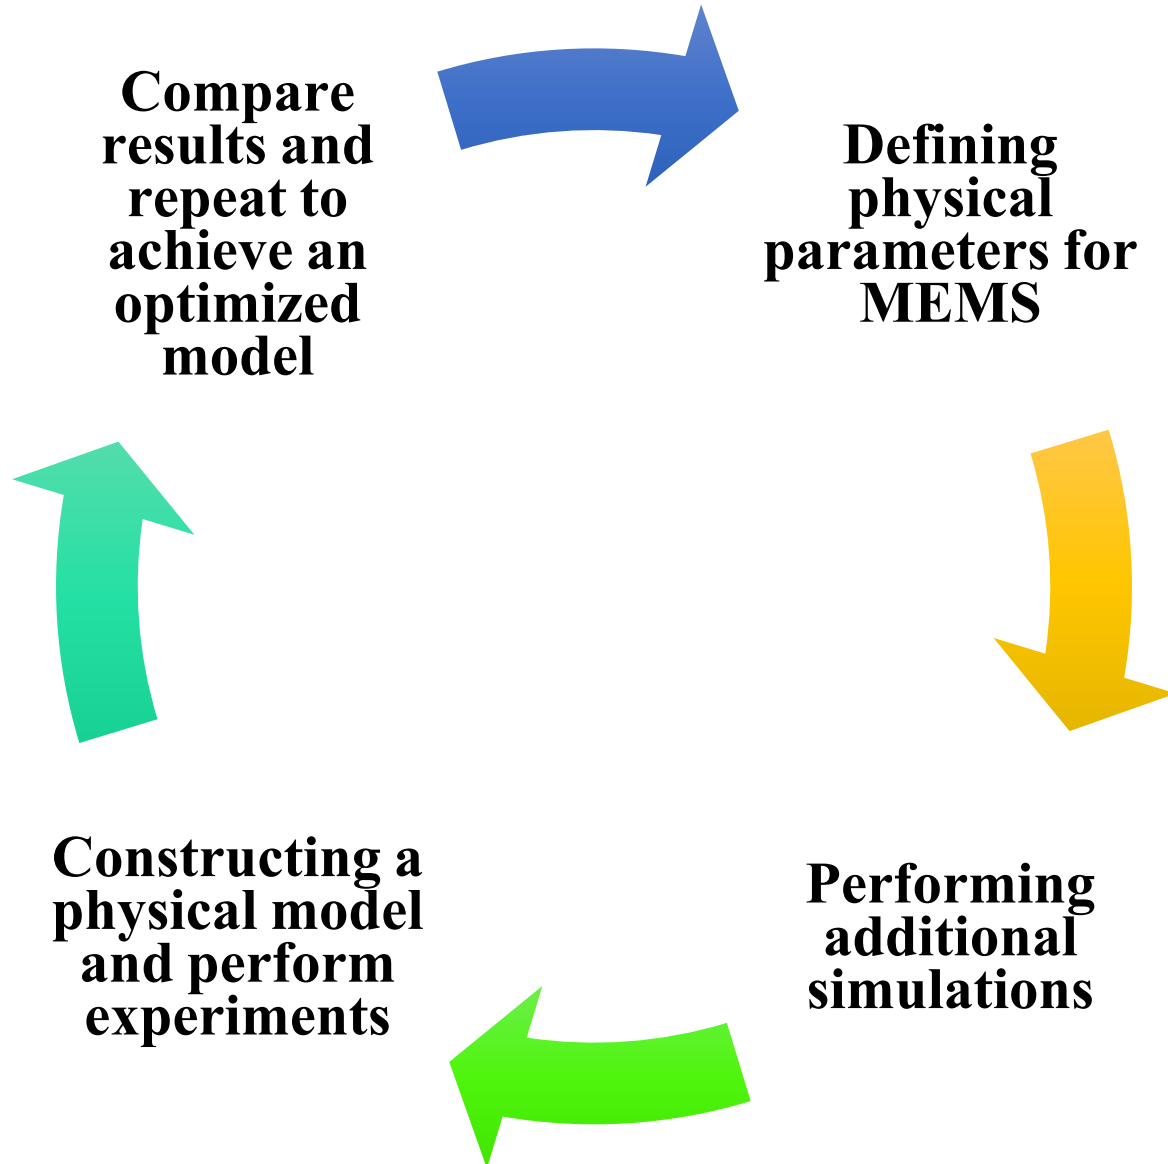 Compare
results and
repeat to
achieve an
optimized
model
Defining
physical
parameters for
MEMS
Performing
additional
simulations
Constructing a
physical model
and perform
experiments